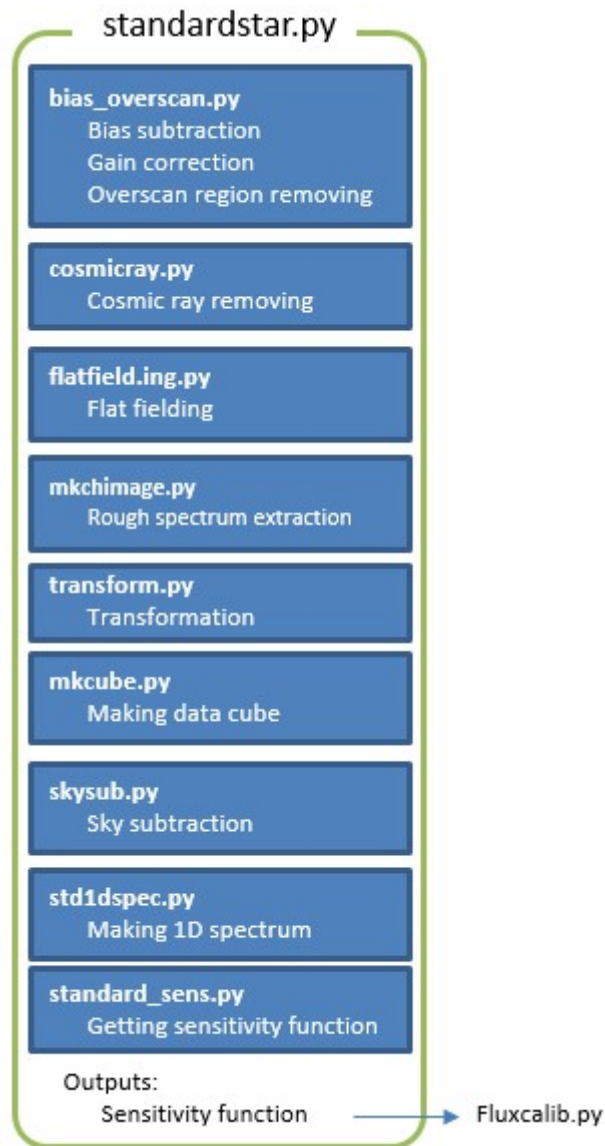 standardstar.py
bias_overscan.py
Bias subtraction
Gain correction
Overscan region removing
cosmicray.py
Cosmic ray removing
flatfield.ing.py
Flat fielding
mkchimage.py
Rough spectrum extraction
transform.py
Transformation
mkcube.py
Making data cube
skysub.py
Sky subtraction
std1dspec.py
Making 1D spectrum
standard_sens.py
Getting sensitivity function
Outputs:
Sensitivity function
Fluxcalib.py